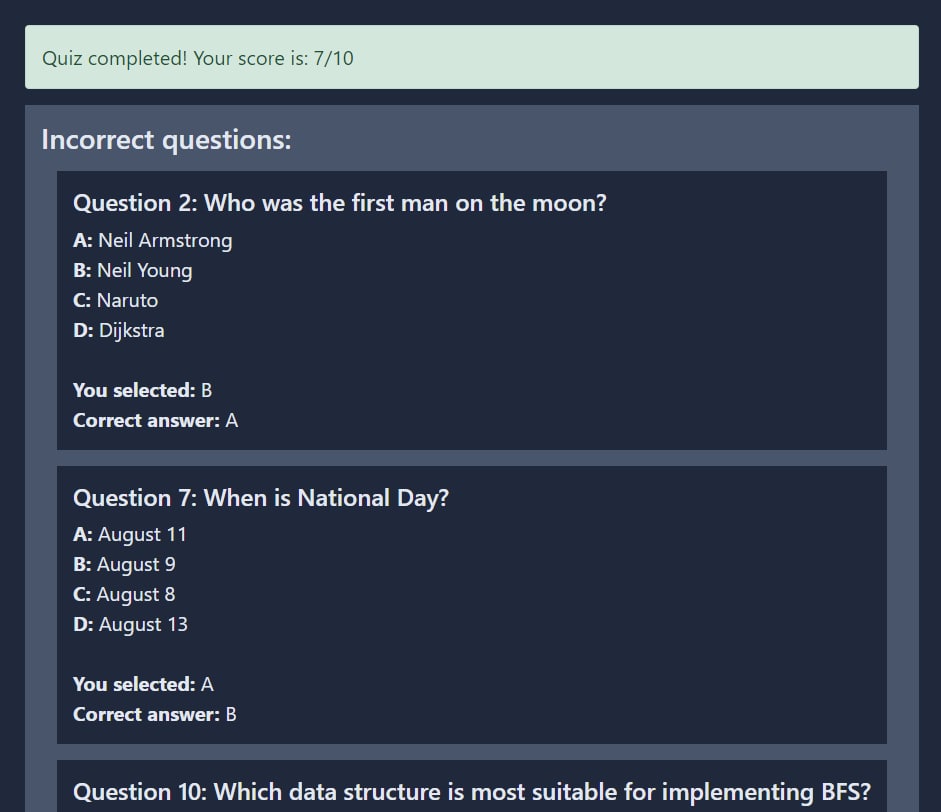 Quiz completed! Your score is: 7/10
Incorrect questions:
Question 2: Who was the first man on the moon?
A: Neil Armstrong
B: Neil Young
C: Naruto
D: Dijkstra
You selected: B
Correct answer: A
Question 7: When is National Day?
A: August 11
B: August 9
C: August 8
D: August 13
You selected: A
Correct answer: B
Question 10: Which data structure is most suitable for implementing BFS?